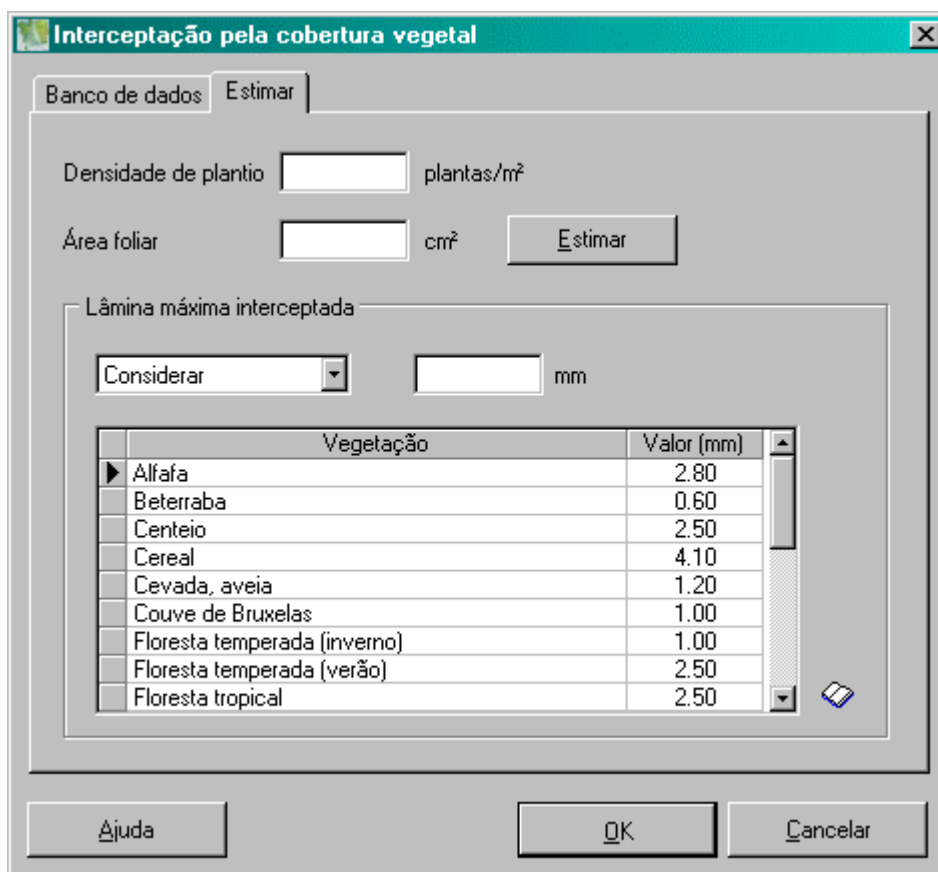 Interceptação pela cobertura vegetal
Banco de dados Estimar
Densidade de plantio plantas/m²
Área foliar cm² Estimar
Lâmina máxima interceptada
Considerar mm
Vegetação Valor (mm)
Alfafa 2.80
Beterraba 0.60
Centeio 2.50
Cereal 4.10
Cevada, aveia 1.20
Couve de Bruxelas 1.00
Floresta temperada (inverno) 1.00
Floresta temperada (verão) 2.50
Floresta tropical 2.50
Ajuda OK Cancelar